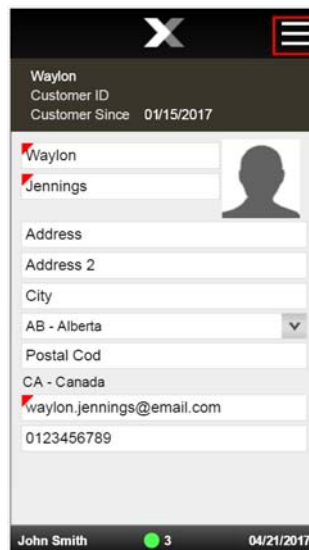 Waylon
Customer ID
Customer Since 01/15/2017
Waylon
Jennings
Address
Address 2
City
AB - Alberta
Postal Cod
CA - Canada
waylon.jennings@email.com
0123456789
John Smith 3 04/21/2017